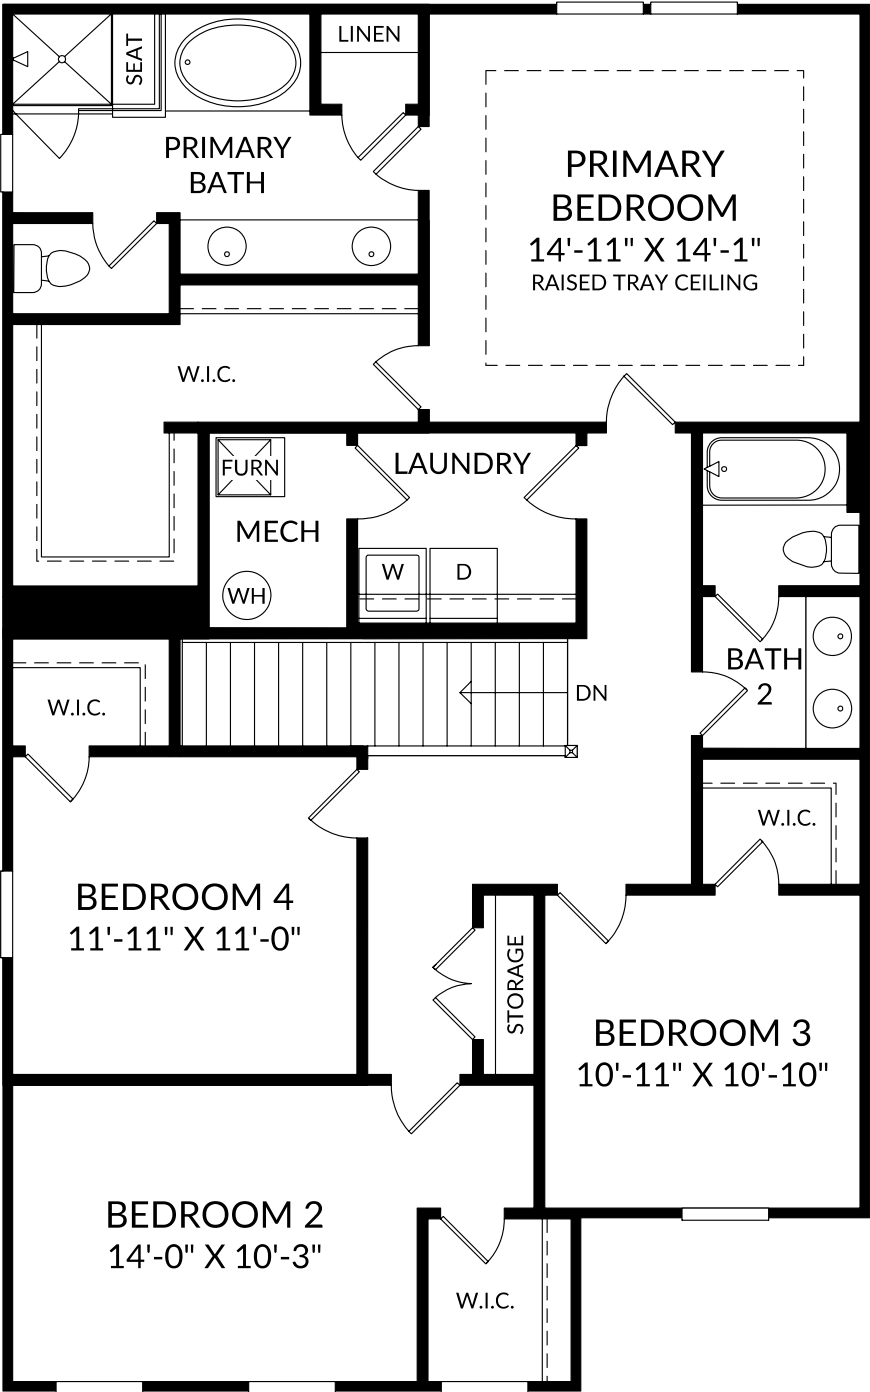 LINEN
SEAT
PRIMARY
BATH
PRIMARY
BEDROOM
14'-11" X 14'-1"
RAISED TRAY CEILING
W.I.C.
FURN
LAUNDRY
MECH
W
D
WH
BATH
2
W.I.C.
DN
W.I.C.
BEDROOM 4
11'-11" X 11'-0"
STORAGE
BEDROOM 3
10'-11" X 10'-10"
BEDROOM 2
14'-0" X 10'-3"
W.I.C.